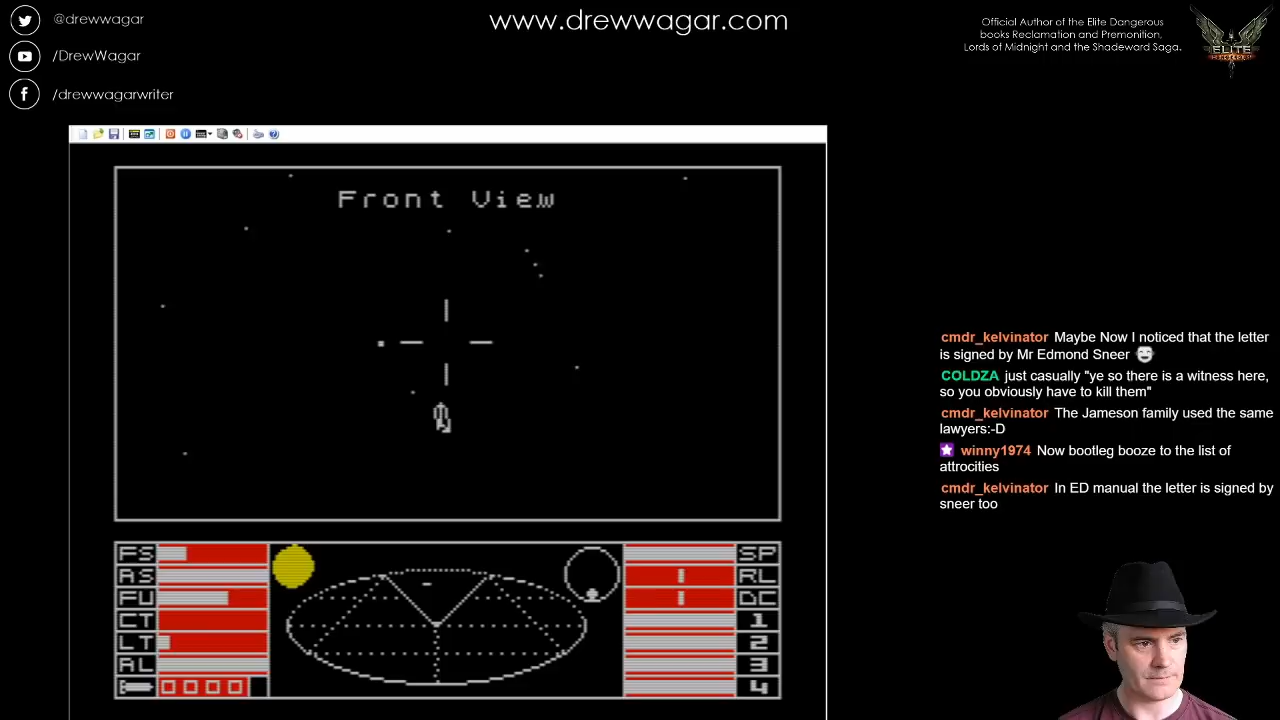 @drewwagar
/DrewWagar
/drewwagarwriter
www.drewwagar.com
Official Author of the Elite Dangerous
books Reclamation and Premonition,
Lords of Midnight and the Shadeward Saga.
ELITE
DANGEROUS
Front View
FS
AS
FU
CT
LT
AL
SP
RL
DC
1
2
3
4
cmdr_kelvinator Maybe Now I noticed that the letter
is signed by Mr Edmond Sneer
COLDZA just casually "ye so there is a witness here,
so you obviously have to kill them"
cmdr_kelvinator The Jameson family used the same
lawyers:-D
winny1974 Now bootleg booze to the list of
attrocities
cmdr_kelvinator In ED manual the letter is signed by
sneer too